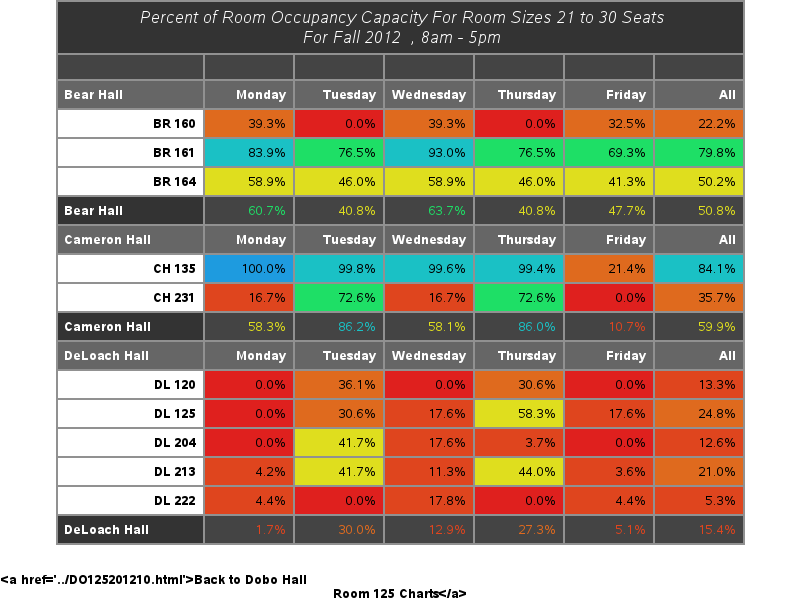 Percent of Room Occupancy Capacity For Room Sizes 21 to 30 Seats
For Fall 2012 , 8am - 5pm
Bear Hall Monday Tuesday Wednesday Thursday Friday All
BR 160 39.3% 0.0% 39.3% 0.0% 32.5% 22.2%
BR 161 83.9% 76.5% 93.0% 76.5% 69.3% 79.8%
BR 164 58.9% 46.0% 58.9% 46.0% 41.3% 50.2%
Bear Hall 60.7% 40.8% 63.7% 40.8% 47.7% 50.8%
Cameron Hall Monday Tuesday Wednesday Thursday Friday All
CH 135 100.0% 99.8% 99.6% 99.4% 21.4% 84.1%
CH 231 16.7% 72.6% 16.7% 72.6% 0.0% 35.7%
Cameron Hall 58.3% 86.2% 58.1% 86.0% 10.7% 59.9%
DeLoach Hall Monday Tuesday Wednesday Thursday Friday All
DL 120 0.0% 36.1% 0.0% 30.6% 0.0% 13.3%
DL 125 0.0% 30.6% 17.6% 58.3% 17.6% 24.8%
DL 204 0.0% 41.7% 17.6% 3.7% 0.0% 12.6%
DL 213 4.2% 41.7% 11.3% 44.0% 3.6% 21.0%
DL 222 4.4% 0.0% 17.8% 0.0% 4.4% 5.3%
DeLoach Hall 1.7% 30.0% 12.9% 27.3% 5.1% 15.4%
&lt;a href='../DO125201210.html'&gt;Back to Dobo Hall
Room 125 Charts&lt;/a&gt;